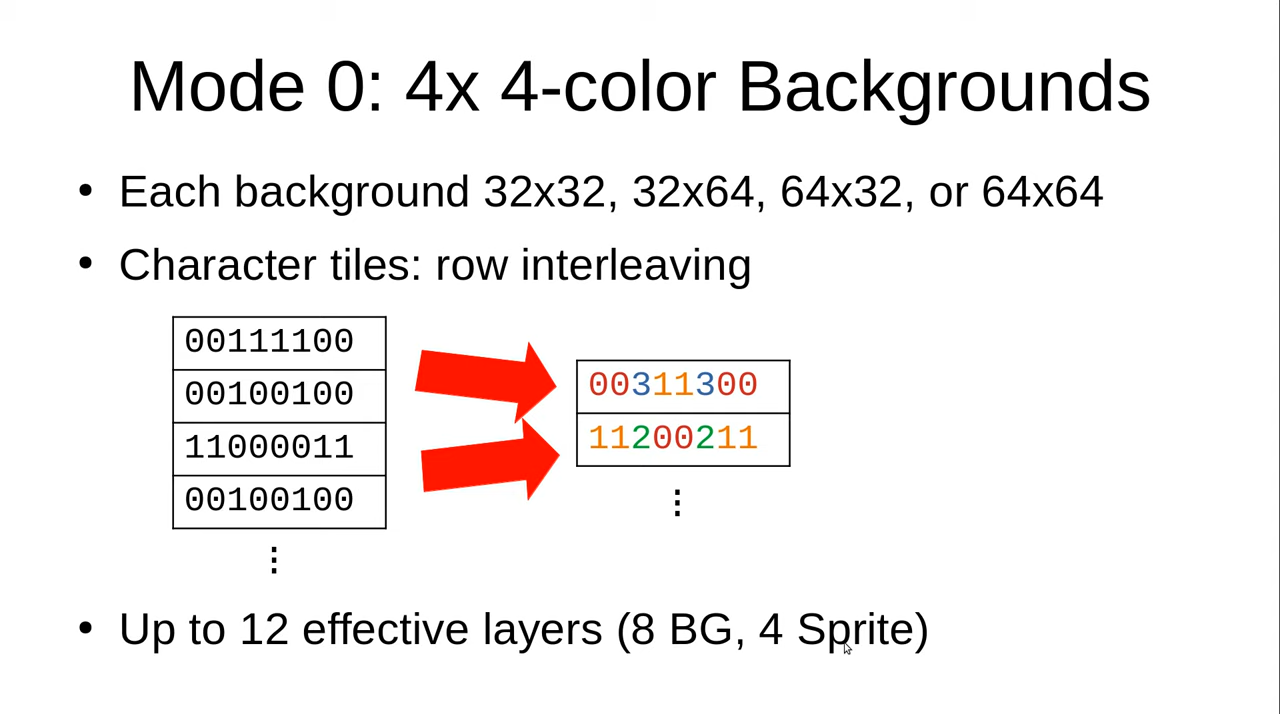 Mode 0: 4x 4-color Backgrounds
• Each background 32x32, 32x64, 64x32, or 64x64
• Character tiles: row interleaving
00111100
00100100
11000011
00100100
⋮
00311300
11200211
⋮
• Up to 12 effective layers (8 BG, 4 Sprite)